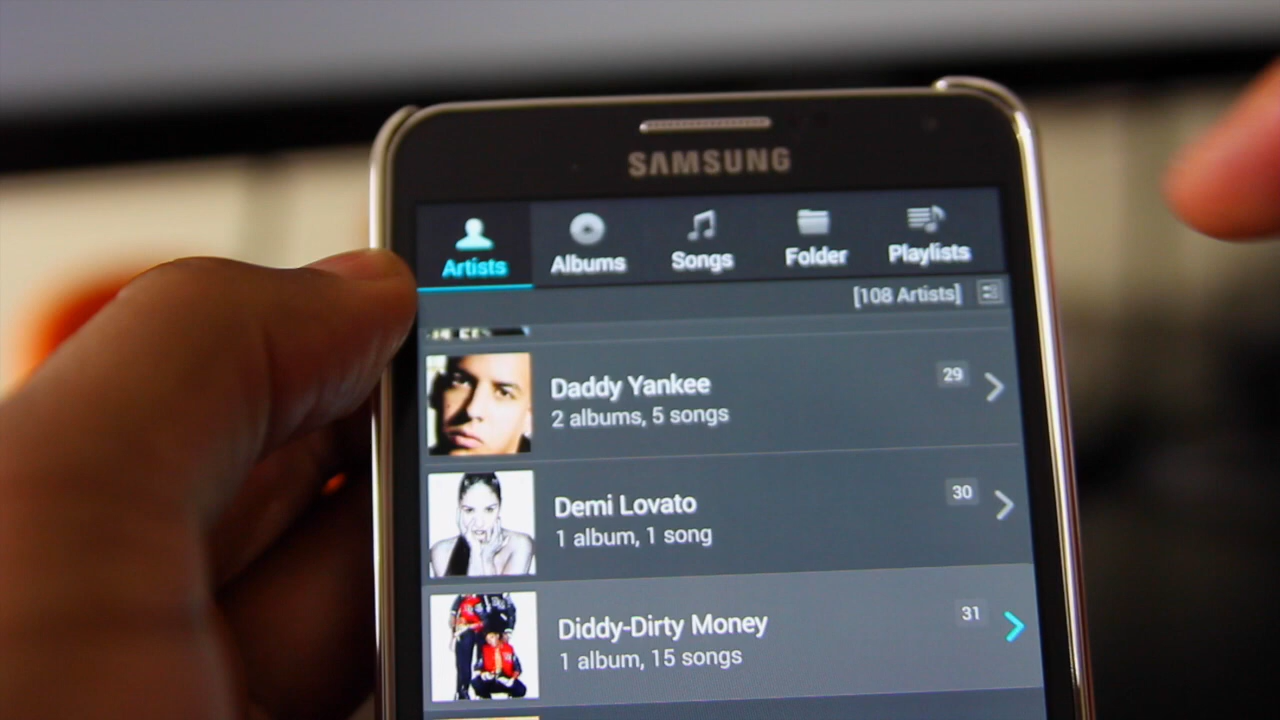 SAMSUNG
Artists Albums Songs Folder Playlists
[108 Artists]
Daddy Yankee 29
2 albums, 5 songs
Demi Lovato 30
1 album, 1 song
Diddy-Dirty Money 31
1 album, 15 songs